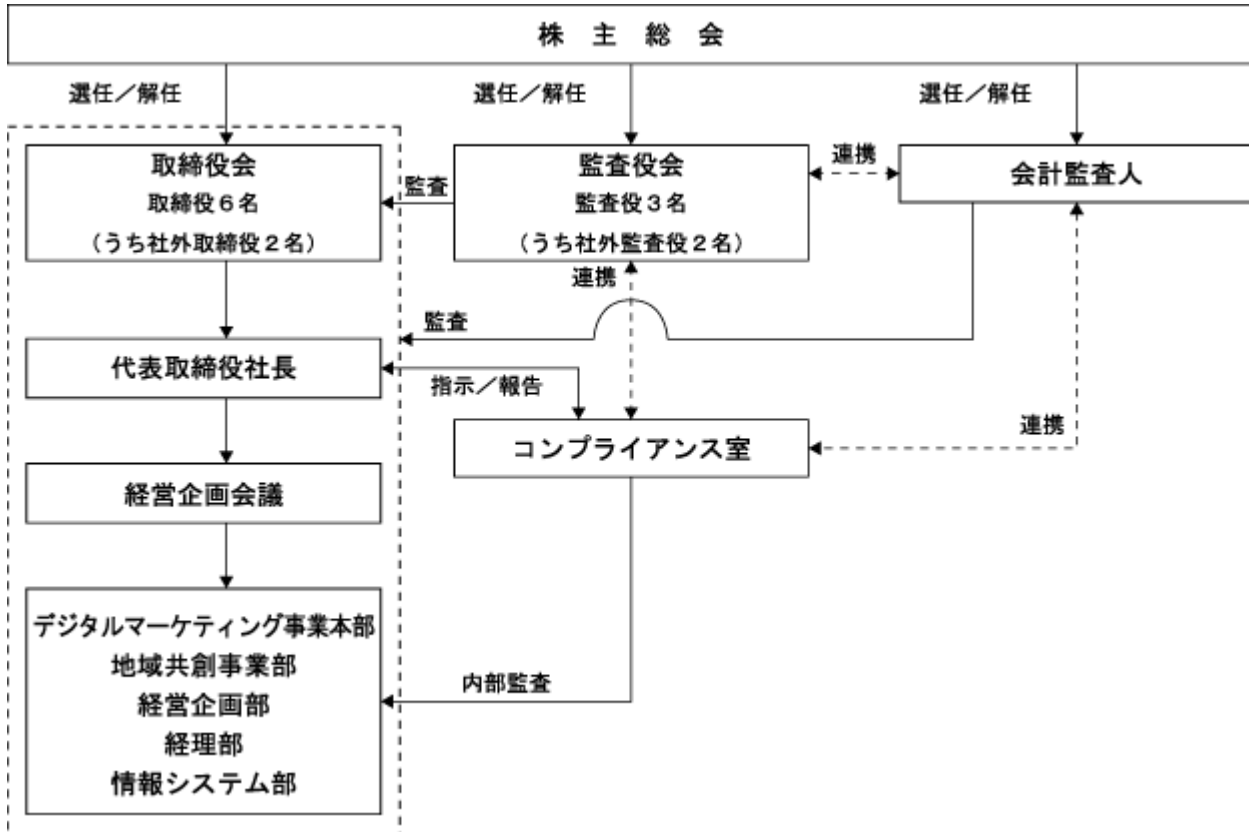 株 主 総 会
選任／解任
選任／解任
選任／解任
取締役会
取締役６名
（うち社外取締役２名）
監査
監査役会
監査役３名
（うち社外監査役２名）
連携
会計監査人
連携
監査
代表取締役社長
指示／報告
コンプライアンス室
連携
経営企画会議
デジタルマーケティング事業本部
地域共創事業部
経営企画部
経理部
情報システム部
内部監査